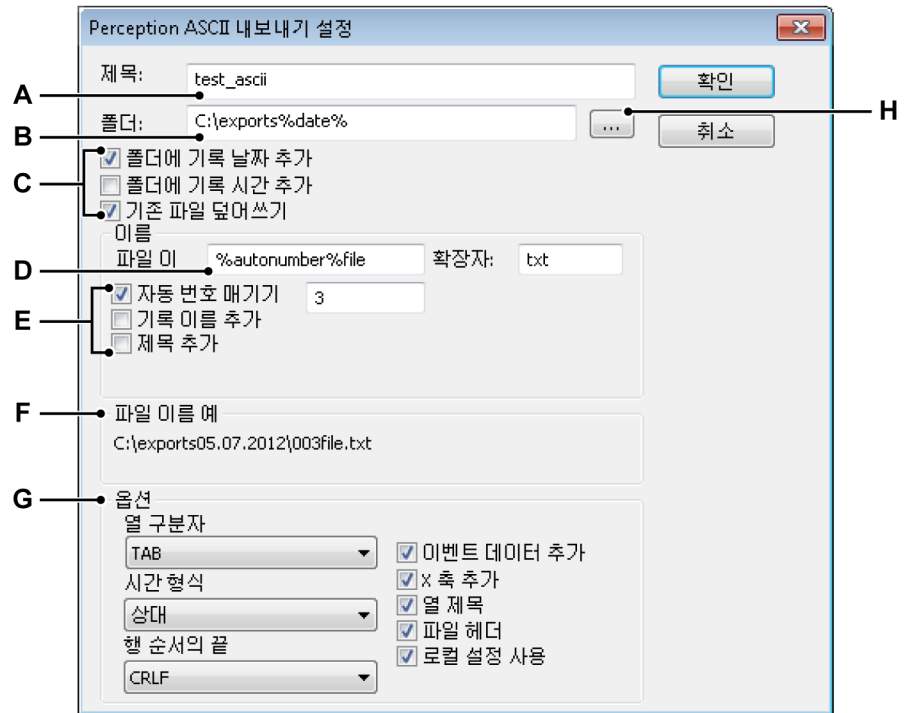 Perception ASCII 내보내기 설정
제목: test_ascii 확인
A
폴더: C:\exports%date% ... 취소 H
B
폴더에 기록 날짜 추가
C 폴더에 기록 시간 추가
기존 파일 덮어쓰기
이름
파일 이 %autonumber%file 확장자: txt
D
자동 번호 매기기 3
E 기록 이름 추가
제목 추가
F 파일 이름 예
C:\exports05.07.2012\003file.txt
G 옵션
열 구분자
TAB 이벤트 데이터 추가
시간 형식 X 축 추가
상대 열 제목
파일 헤더
행 순서의 끝 로컬 설정 사용
CRLF